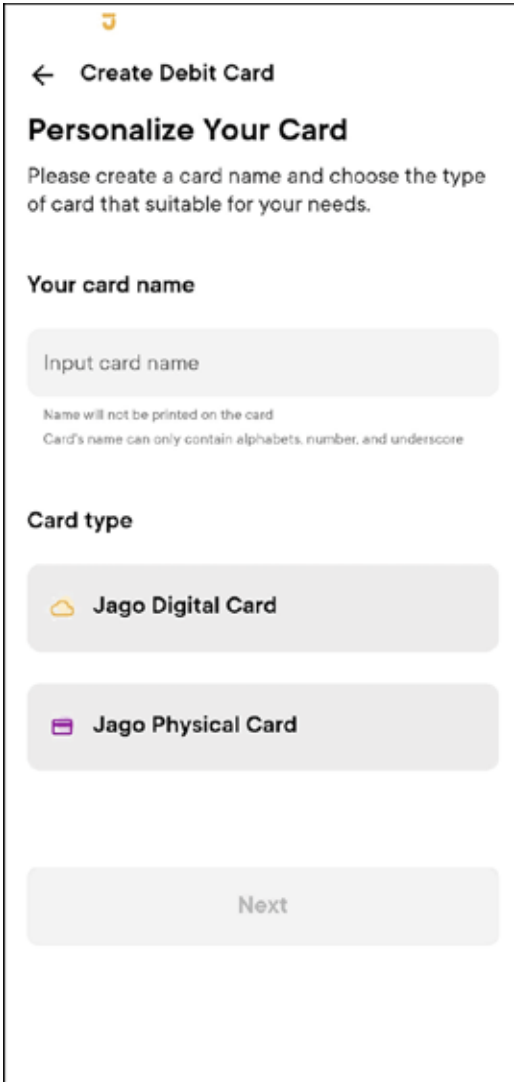 Create Debit Card
Personalize Your Card
Please create a card name and choose the type
of card that suitable for your needs.
Your card name
Input card name
Name will not be printed on the card
Card's name can only contain alphabets, number, and underscore
Card type
Jago Digital Card
Jago Physical Card
Next